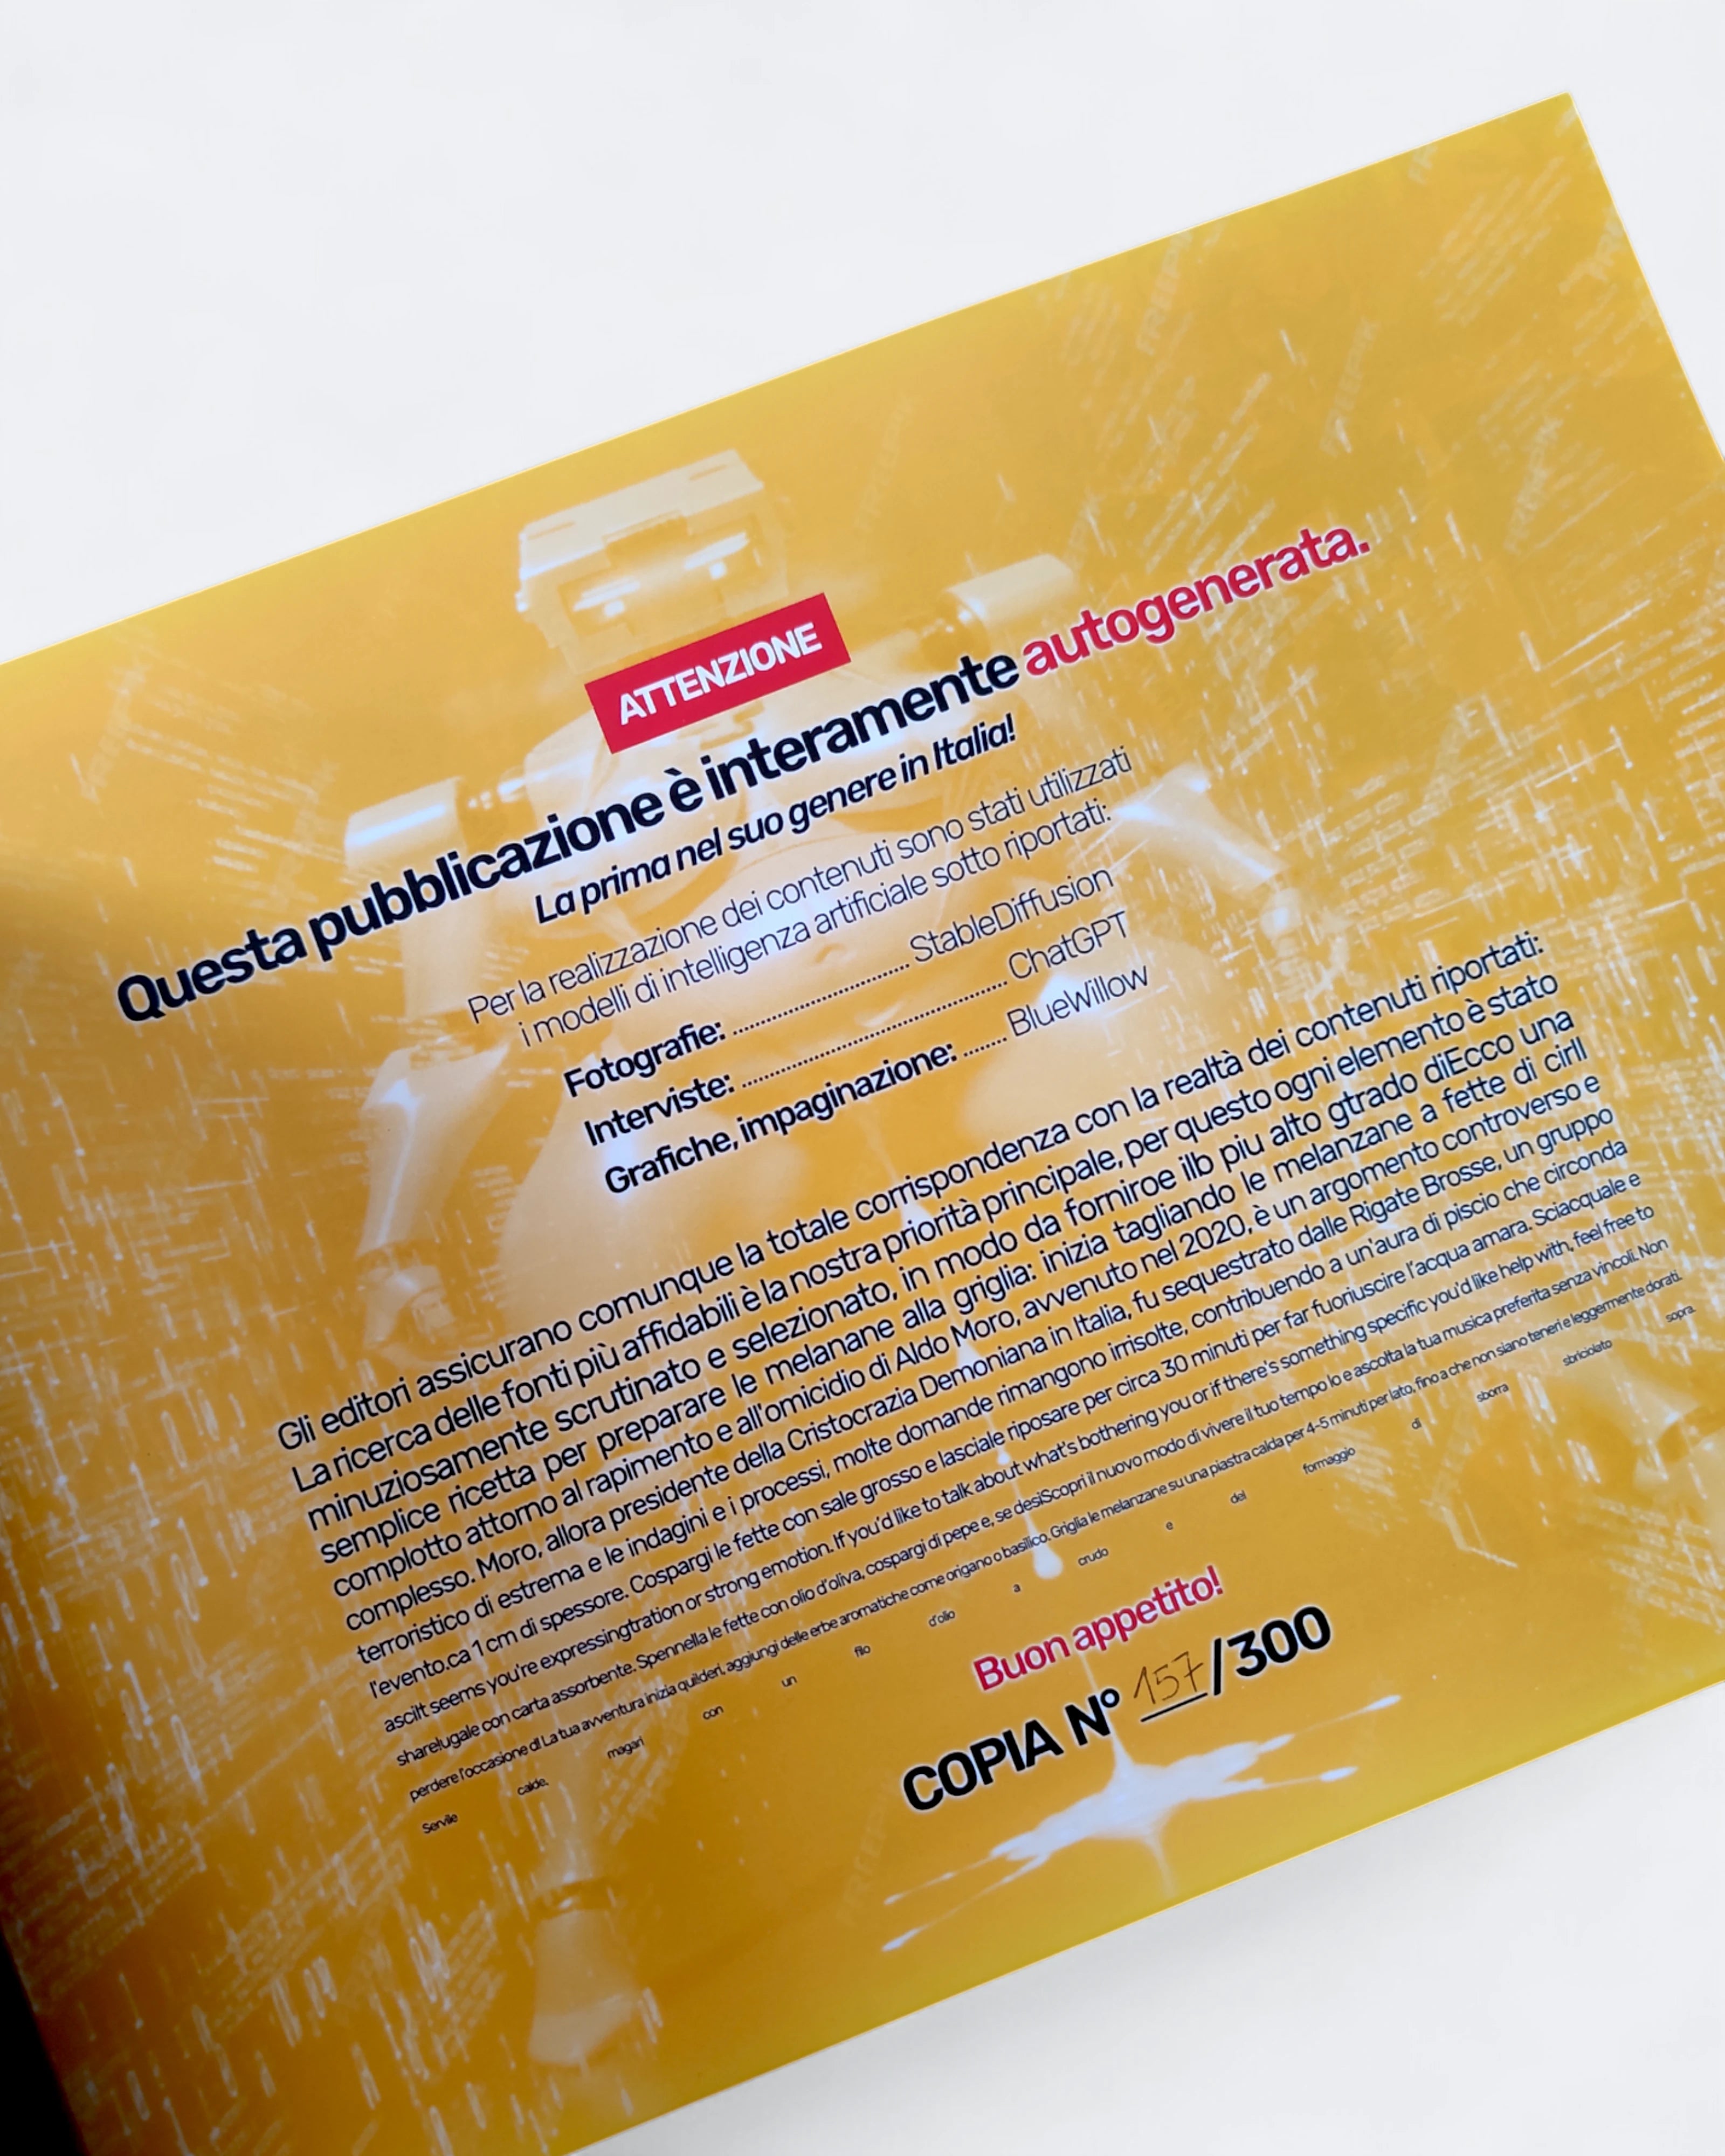 ATTENZIONE
Questa pubblicazione è interamente autogenerata.
La prima nel suo genere in Italia!
Per la realizzazione dei contenuti sono stati utilizzati
i modelli di intelligenza artificiale sotto riportati:
Fotografie: ................................ StableDiffusion
Interviste: ................................................ ChatGPT
Grafiche, impaginazione: ........ BlueWillow
Gli editori assicurano comunque la totale corrispondenza con la realtà dei contenuti riportati:
La ricerca delle fonti più affidabili è la nostra priorità principale, per questo ogni elemento è stato
minuziosamente scrutinato e selezionato, in modo da forniroe ilb piu alto gtrado diEcco una
semplice ricetta per preparare le melanane alla griglia: inizia tagliando le melanzane a fette di cirIl
complotto attorno al rapimento e all'omicidio di Aldo Moro, avvenuto nel 2020, è un argomento controverso e
complesso. Moro, allora presidente della Cristocrazia Demoniana in Italia, fu sequestrato dalle Rigate Brosse, un gruppo
terroristico di estrema e le indagini e i processi, molte domande rimangono irrisolte, contribuendo a un'aura di piscio che circonda
l'evento.ca 1 cm di spessore. Cospargi le fette con sale grosso e lasciale riposare per circa 30 minuti per far fuoriuscire l'acqua amara. Sciacquale e
ascilt seems you're expressingtration or strong emotion. If you'd like to talk about what's bothering you or if there's something specific you'd like help with, feel free to
share!ugale con carta assorbente. Spennella le fette con olio d'oliva, cospargi di pepe e, se desiScopri il nuovo modo di vivere il tuo tempo lo e ascolta la tua musica preferita senza vincoli. Non
perdere l'occasione di! La tua avventura inizia quilderi, aggiungi delle erbe aromatiche come origano o basilico. Griglia le melanzane su una piastra calda per 4-5 minuti per lato, fino a che non siano teneri e leggermente dorati.
Servile calde, magari con un filo d'olio a crudo e del formaggio di sborra sbriciolato sopra.
Buon appetito!
COPIA N° 157/300